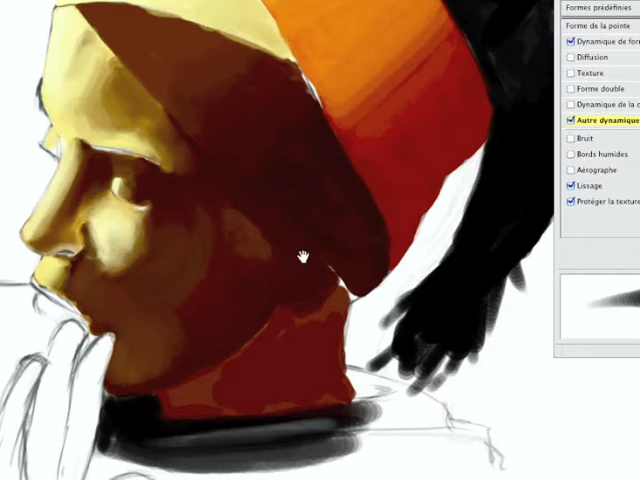 Formes prédéfinies
Forme de la pointe
Dynamique de for
Diffusion
Texture
Forme double
Dynamique de la c
Autre dynamique
Bruit
Bords humides
Aérographe
Lissage
Protéger la texture